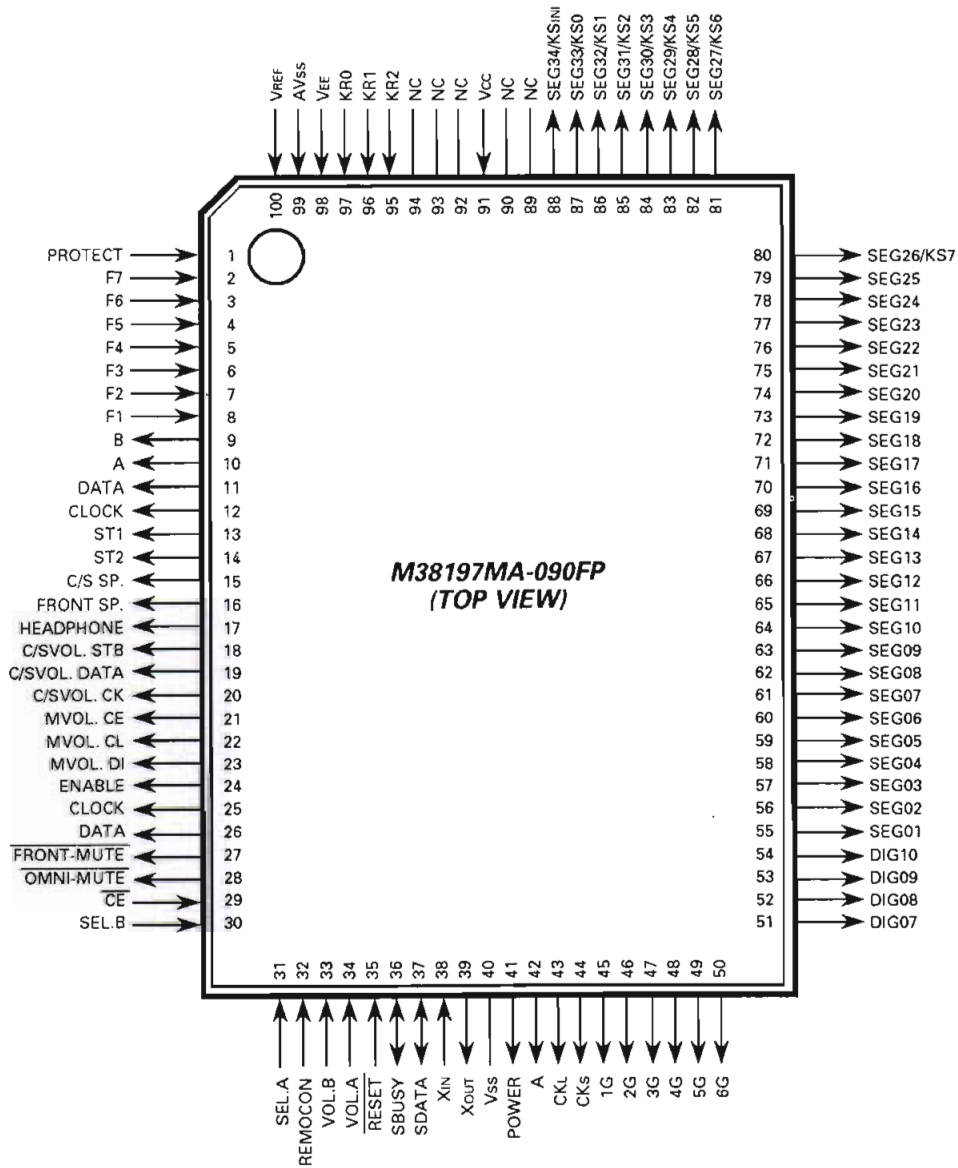 VREF
AVss
VEE
KR0
KR1
KR2
NC
NC
NC
Vcc
NC
NC
SEG34/KSINI
SEG33/KS0
SEG32/KS1
SEG31/KS2
SEG30/KS3
SEG29/KS4
SEG28/KS5
SEG27/KS6
100
99
98
97
96
95
94
93
92
91
90
89
88
87
86
85
84
83
82
81
PROTECT 1
F7 2
F6 3
F5 4
F4 5
F3 6
F2 7
F1 8
B 9
A 10
DATA 11
CLOCK 12
ST1 13
ST2 14
C/S SP. 15
FRONT SP. 16
HEADPHONE 17
C/SVOL. STB 18
C/SVOL. DATA 19
C/SVOL. CK 20
MVOL. CE 21
MVOL. CL 22
MVOL. DI 23
ENABLE 24
CLOCK 25
DATA 26
FRONT-MUTE 27
OMNI-MUTE 28
CE 29
SEL.B 30
M38197MA-090FP
(TOP VIEW)
80 SEG26/KS7
79 SEG25
78 SEG24
77 SEG23
76 SEG22
75 SEG21
74 SEG20
73 SEG19
72 SEG18
71 SEG17
70 SEG16
69 SEG15
68 SEG14
67 SEG13
66 SEG12
65 SEG11
64 SEG10
63 SEG09
62 SEG08
61 SEG07
60 SEG06
59 SEG05
58 SEG04
57 SEG03
56 SEG02
55 SEG01
54 DIG10
53 DIG09
52 DIG08
51 DIG07
31
32
33
34
35
36
37
38
39
40
41
42
43
44
45
46
47
48
49
50
SEL.A
REMOCON
VOL.B
VOL.A
RESET
SBUSY
SDATA
XIN
XOUT
Vss
POWER
A
CKL
CKs
1G
2G
3G
4G
5G
6G